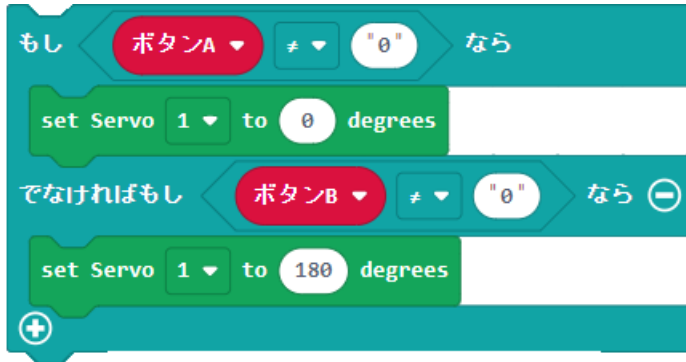 もし ボタンA ≠ "0" なら
set Servo 1 to 0 degrees
でなければもし ボタンB ≠ "0" なら
set Servo 1 to 180 degrees